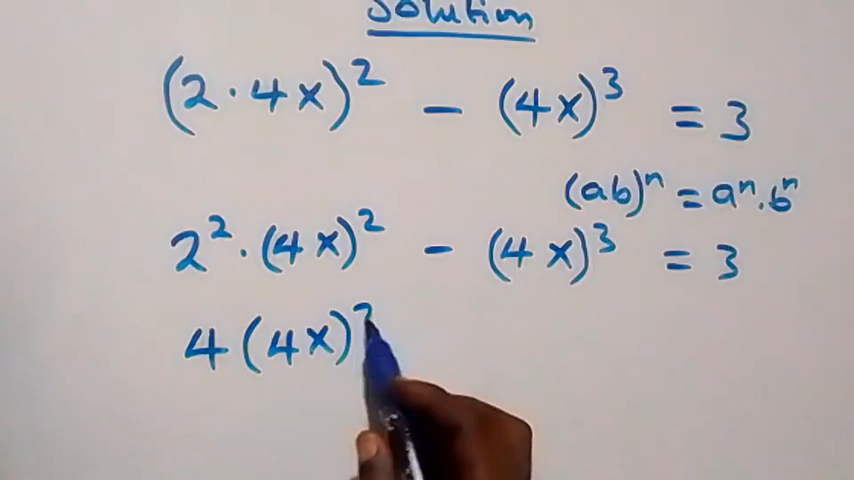 Solution
(2 · 4x)² − (4x)³ = 3
(ab)ⁿ = aⁿ · bⁿ
2² · (4x)² − (4x)³ = 3
4(4x)²